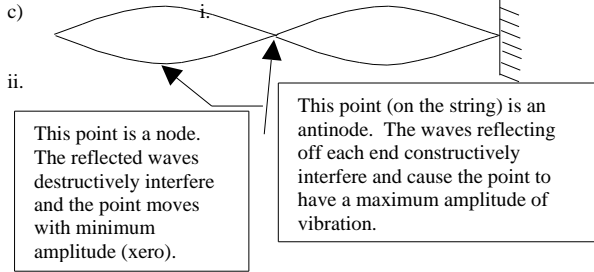 c)
i.
ii.
This point is a node.
The reflected waves
destructively interfere
and the point moves
with minimum
amplitude (xero).
This point (on the string) is an
antinode.  The waves reflecting
off each end constructively
interfere and cause the point to
have a maximum amplitude of
vibration.